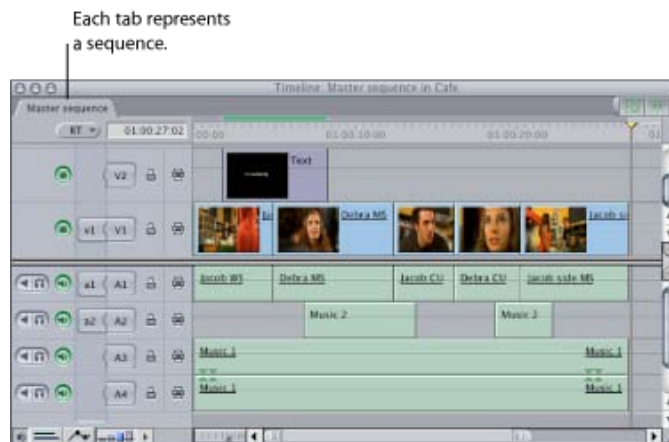 Each tab represents
a sequence.
Timeline: Master sequence in Cafe
Master sequence
RT 01:00:27:02 00:00 01:00:10:00 01:00:20:00 01
V2 Text
v1 V1 Debra MS Jacob si
a1 A1 Jacob WS Debra MS Jacob CU Debra CU Jacob side MS
a2 A2 Music 2 Music 2
A3 Music 1 Music 1
A4 Music 1 Music 1